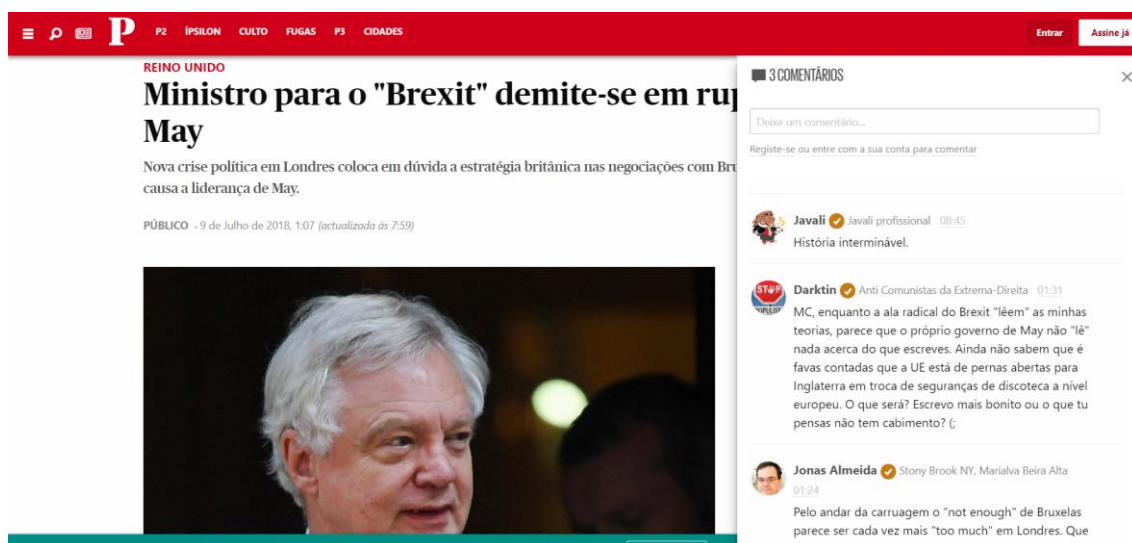 P
P2 ÍPSILON CULTO FUGAS P3 CIDADES
Entrar
Assine já
REINO UNIDO
Ministro para o "Brexit" demite-se em
May
Nova crise política em Londres coloca em dúvida a estratégia britânica nas negociações com
causa a liderança de May.
PÚBLICO - 9 de Julho de 2018, 1:07 (actualizada às 7:59)
3 COMENTÁRIOS
Deixe um comentário...
Registe-se ou entre com a sua conta para comentar
Javali Javali profissional 08:45
História interminável.
STOP
Darktin Anti Comunistas da Extrema-Direita 01:31
MC, enquanto a ala radical do Brexit "lêem" as minhas
teorias, parece que o próprio governo de May não "lê"
nada acerca do que escreves. Ainda não sabem que é
favas contadas que a UE está de pernas abertas para
Inglaterra em troca de seguranças de discoteca a nível
europeu. O que será? Escrevo mais bonito ou o que tu
pensas não tem cabimento? (;
Jonas Almeida Stony Brook NY, Marialva Beira Alta
01:24
Pelo andar da carruagem o "not enough" de Bruxelas
parece ser cada vez mais "too much" em Londres. Que